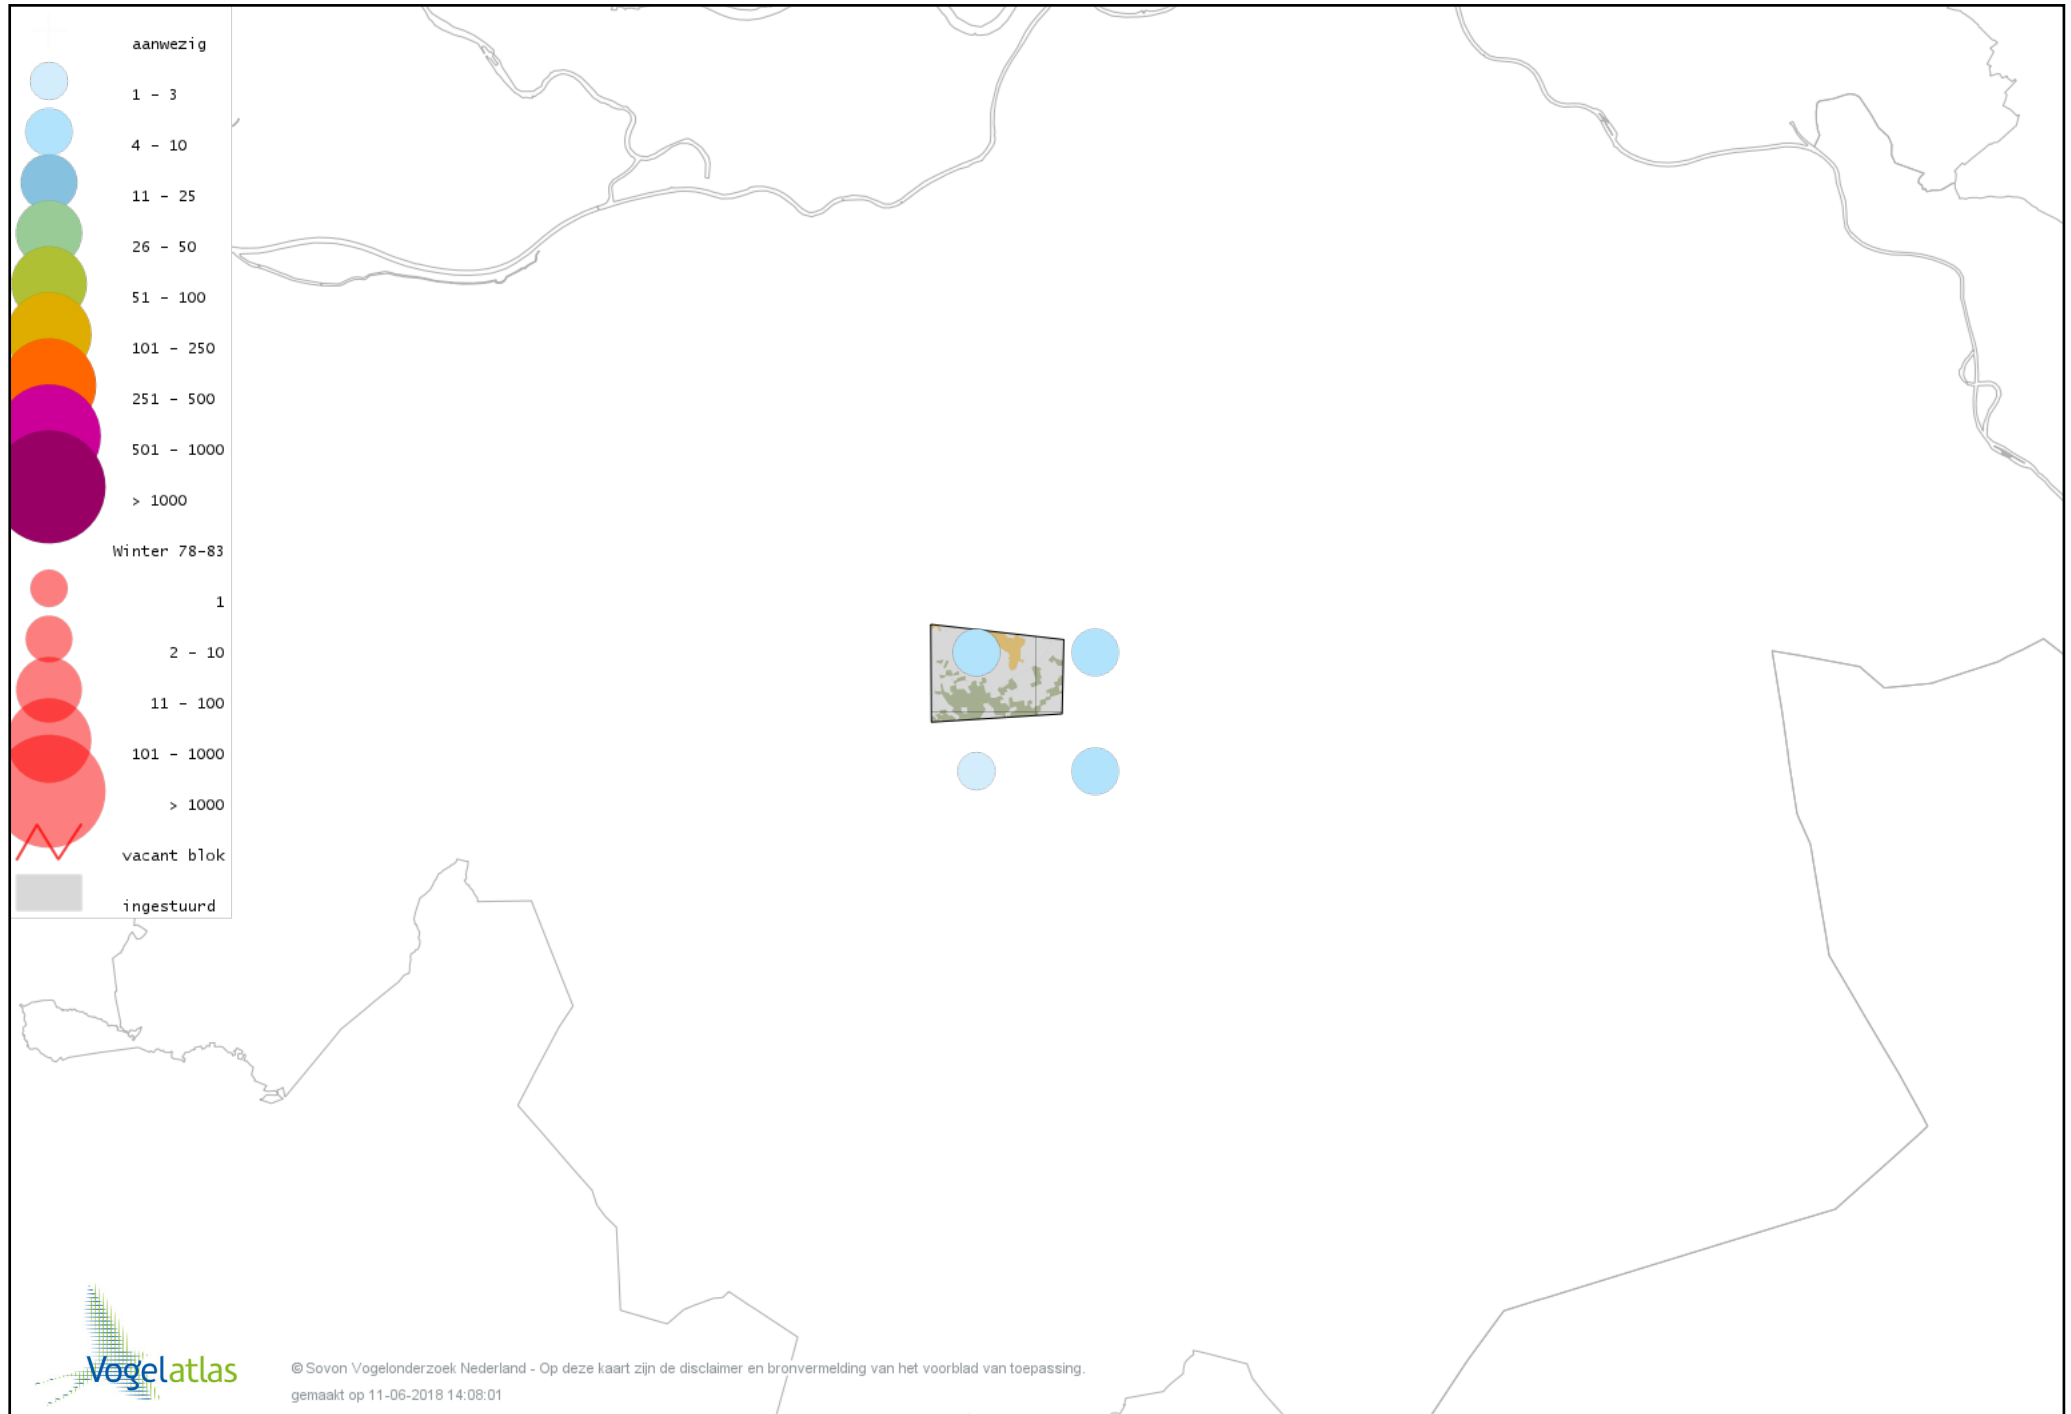 aanwezig
1 - 3
4 - 10
11 - 25
26 - 50
51 - 100
101 - 250
251 - 500
501 - 1000
> 1000
Winter 78-83
1
2 - 10
11 - 100
101 - 1000
> 1000
vacant blok
ingestuurd
Vogelatlas
© Sovon Vogelonderzoek Nederland - Op deze kaart zijn de disclaimer en bronvermelding van het voorblad van toepassing.
gemaakt op 11-06-2018 14:08:01